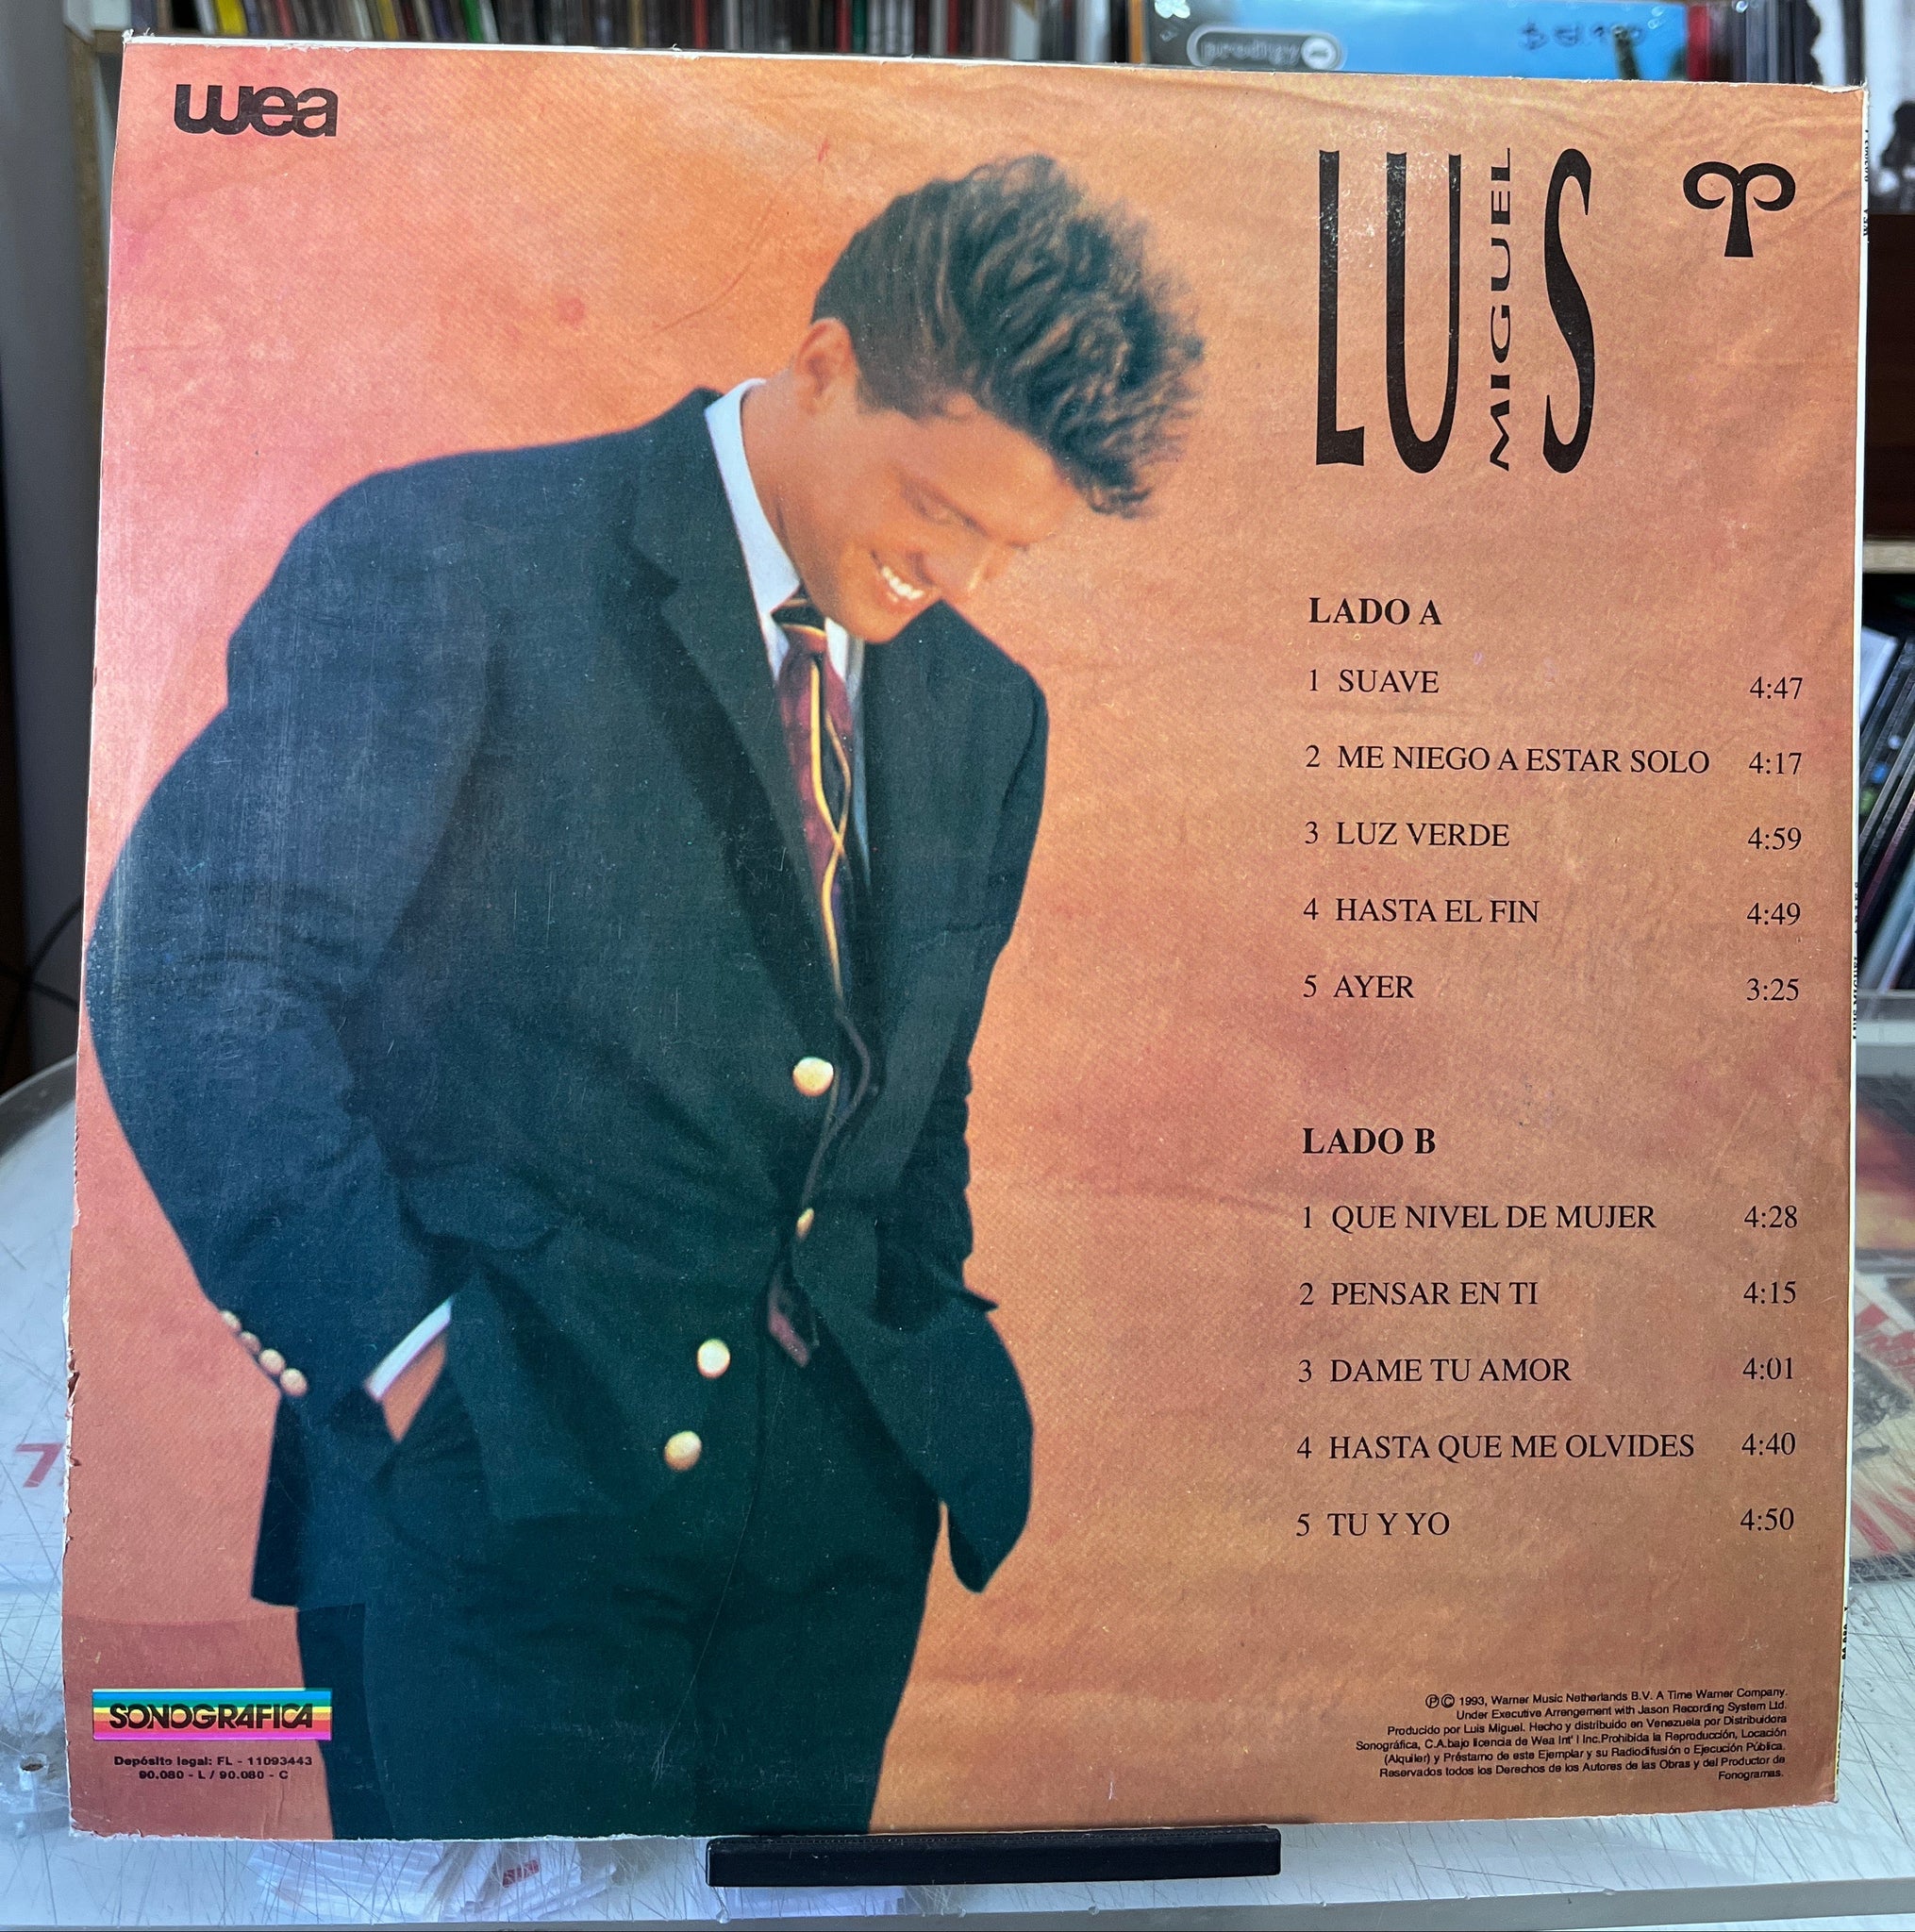 prodigy
wea
LUIS
MIGUEL
LADO A
1 SUAVE 4:47
2 ME NIEGO A ESTAR SOLO 4:17
3 LUZ VERDE 4:59
4 HASTA EL FIN 4:49
5 AYER 3:25
LADO B
1 QUE NIVEL DE MUJER 4:28
2 PENSAR EN TI 4:15
3 DAME TU AMOR 4:01
4 HASTA QUE ME OLVIDES 4:40
5 TU Y YO 4:50
SONOGRAFICA
Depósito legal: FL - 11093443
90.080 - L / 90.080 - C
℗© 1993, Warner Music Netherlands B.V. A Time Warner Company.
Under Executive Arrangement with Jason Recording System Ltd.
Producido por Luis Miguel. Hecho y distribuido en Venezuela por Distribuidora
Sonográfica, C.A.bajo licencia de Wea Int' l Inc.Prohibida la Reproducción, Locación
(Alquiler) y Préstamo de este Ejemplar y su Radiodifusión o Ejecución Pública.
Reservados todos los Derechos de los Autores de las Obras y del Productor de
Fonogramas.
7